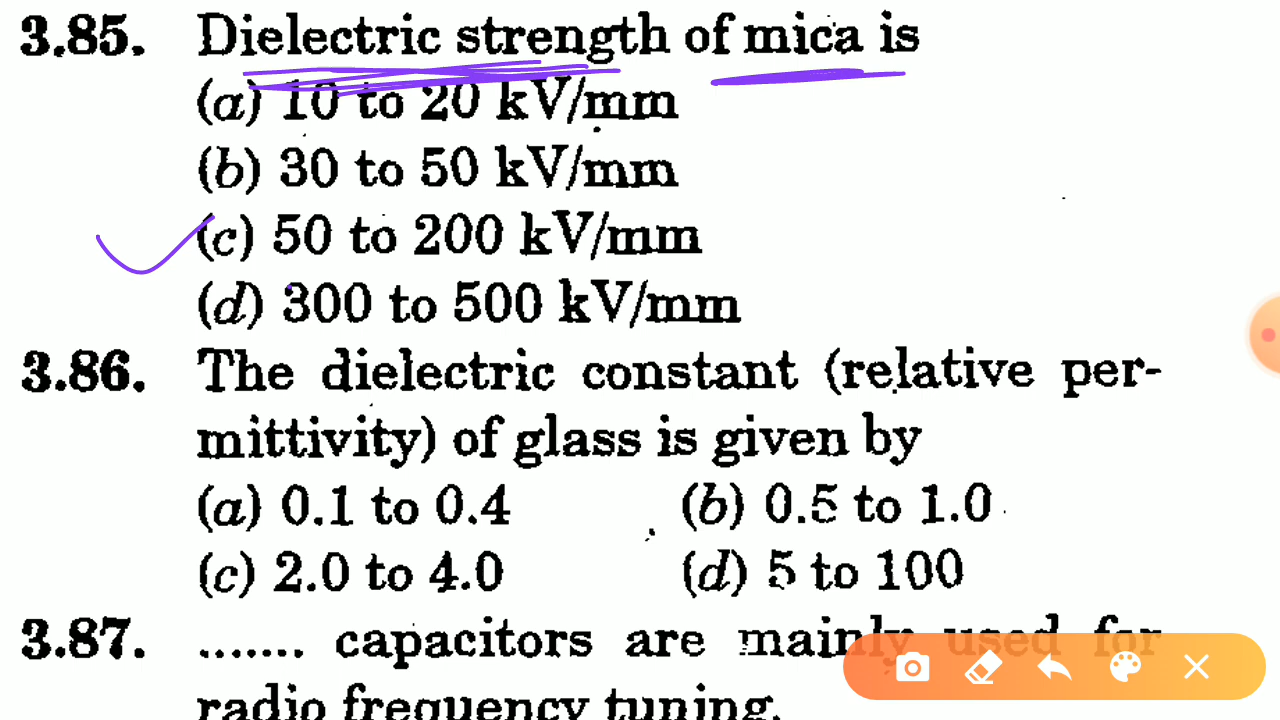 3.85. Dielectric strength of mica is
(a) 10 to 20 kV/mm
(b) 30 to 50 kV/mm
(c) 50 to 200 kV/mm
(d) 300 to 500 kV/mm
3.86. The dielectric constant (relative per-
mittivity) of glass is given by
(a) 0.1 to 0.4 (b) 0.5 to 1.0
(c) 2.0 to 4.0 (d) 5 to 100
3.87. ....... capacitors are mainly used for
radio frequency tuning.